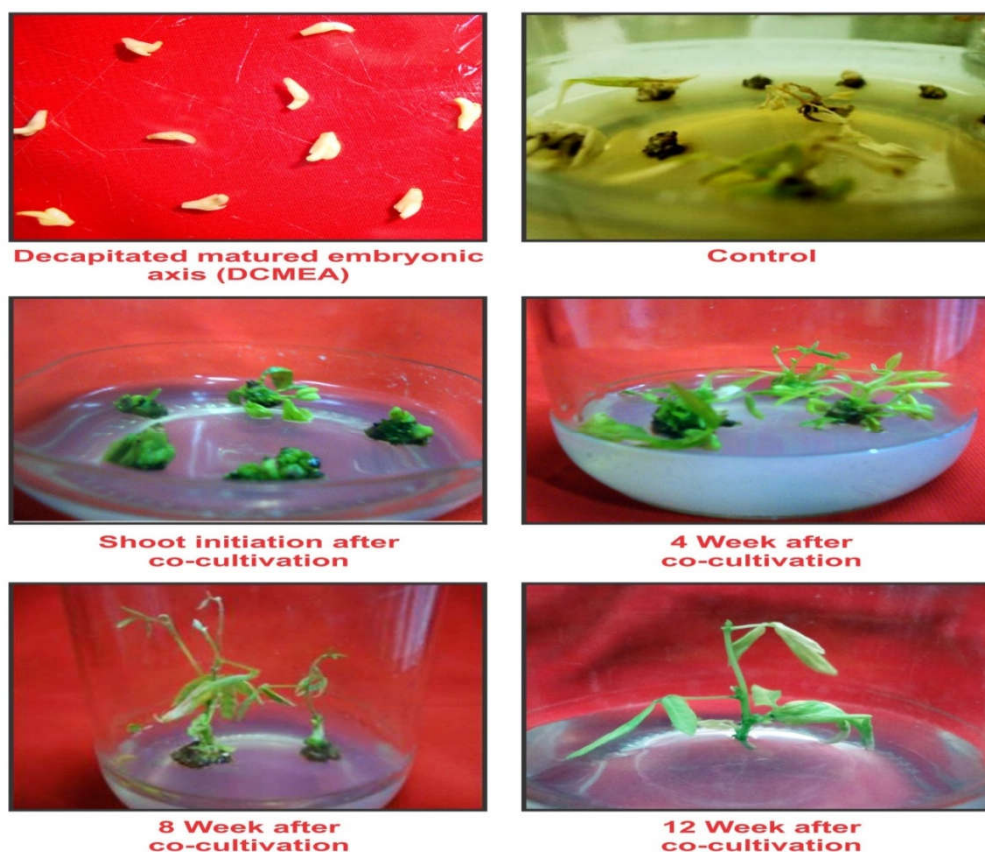 Decapitated matured embryonic
axis (DCMEA)
Control
Shoot initiation after
co-cultivation
4 Week after
co-cultivation
8 Week after
co-cultivation
12 Week after
co-cultivation